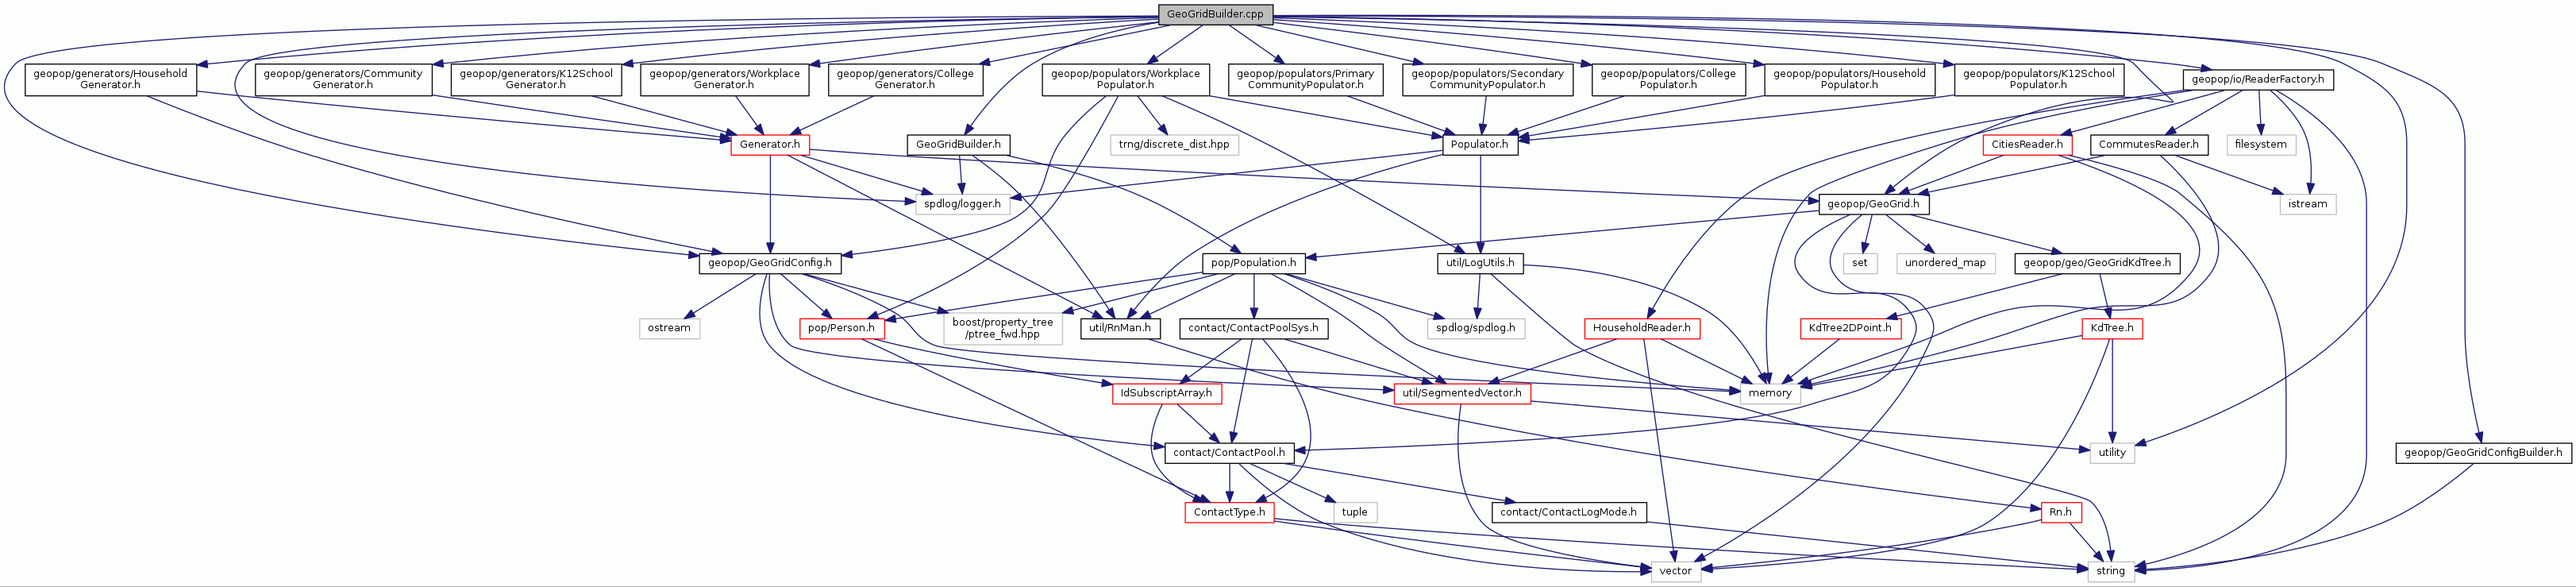 GeoGridBuilder.cpp
geopop/generators/Household
Generator.h
geopop/generators/Community
Generator.h
geopop/generators/K12School
Generator.h
geopop/generators/Workplace
Generator.h
geopop/generators/College
Generator.h
geopop/populators/Workplace
Populator.h
geopop/populators/Primary
CommunityPopulator.h
geopop/populators/Secondary
CommunityPopulator.h
geopop/populators/College
Populator.h
geopop/populators/Household
Populator.h
geopop/populators/K12School
Populator.h
geopop/io/ReaderFactory.h
Generator.h
GeoGridBuilder.h
trng/discrete_dist.hpp
Populator.h
CitiesReader.h
CommutesReader.h
filesystem
spdlog/logger.h
geopop/GeoGrid.h
istream
geopop/GeoGridConfig.h
pop/Population.h
util/LogUtils.h
set
unordered_map
geopop/geo/GeoGridKdTree.h
ostream
pop/Person.h
boost/property_tree
/ptree_fwd.hpp
util/RnMan.h
contact/ContactPoolSys.h
spdlog/spdlog.h
HouseholdReader.h
KdTree2DPoint.h
KdTree.h
IdSubscriptArray.h
util/SegmentedVector.h
memory
contact/ContactPool.h
utility
geopop/GeoGridConfigBuilder.h
ContactType.h
tuple
contact/ContactLogMode.h
Rn.h
vector
string